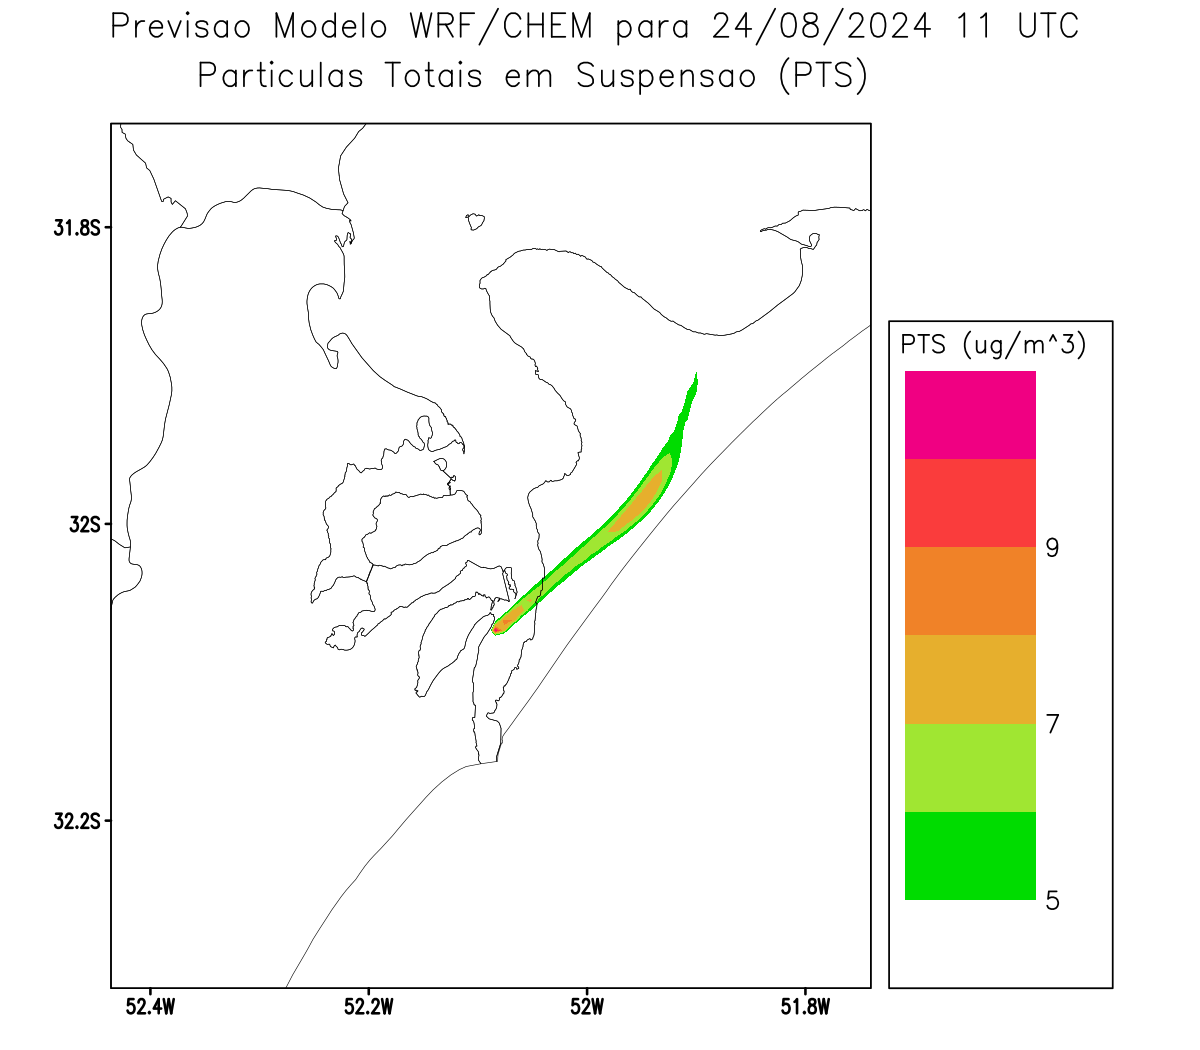 Previsao Modelo WRF/CHEM para 24/08/2024 11 UTC
Particulas Totais em Suspensao (PTS)
31.8S
32S
32.2S
52.4W
52.2W
52W
51.8W
PTS (ug/m^3)
9
7
5